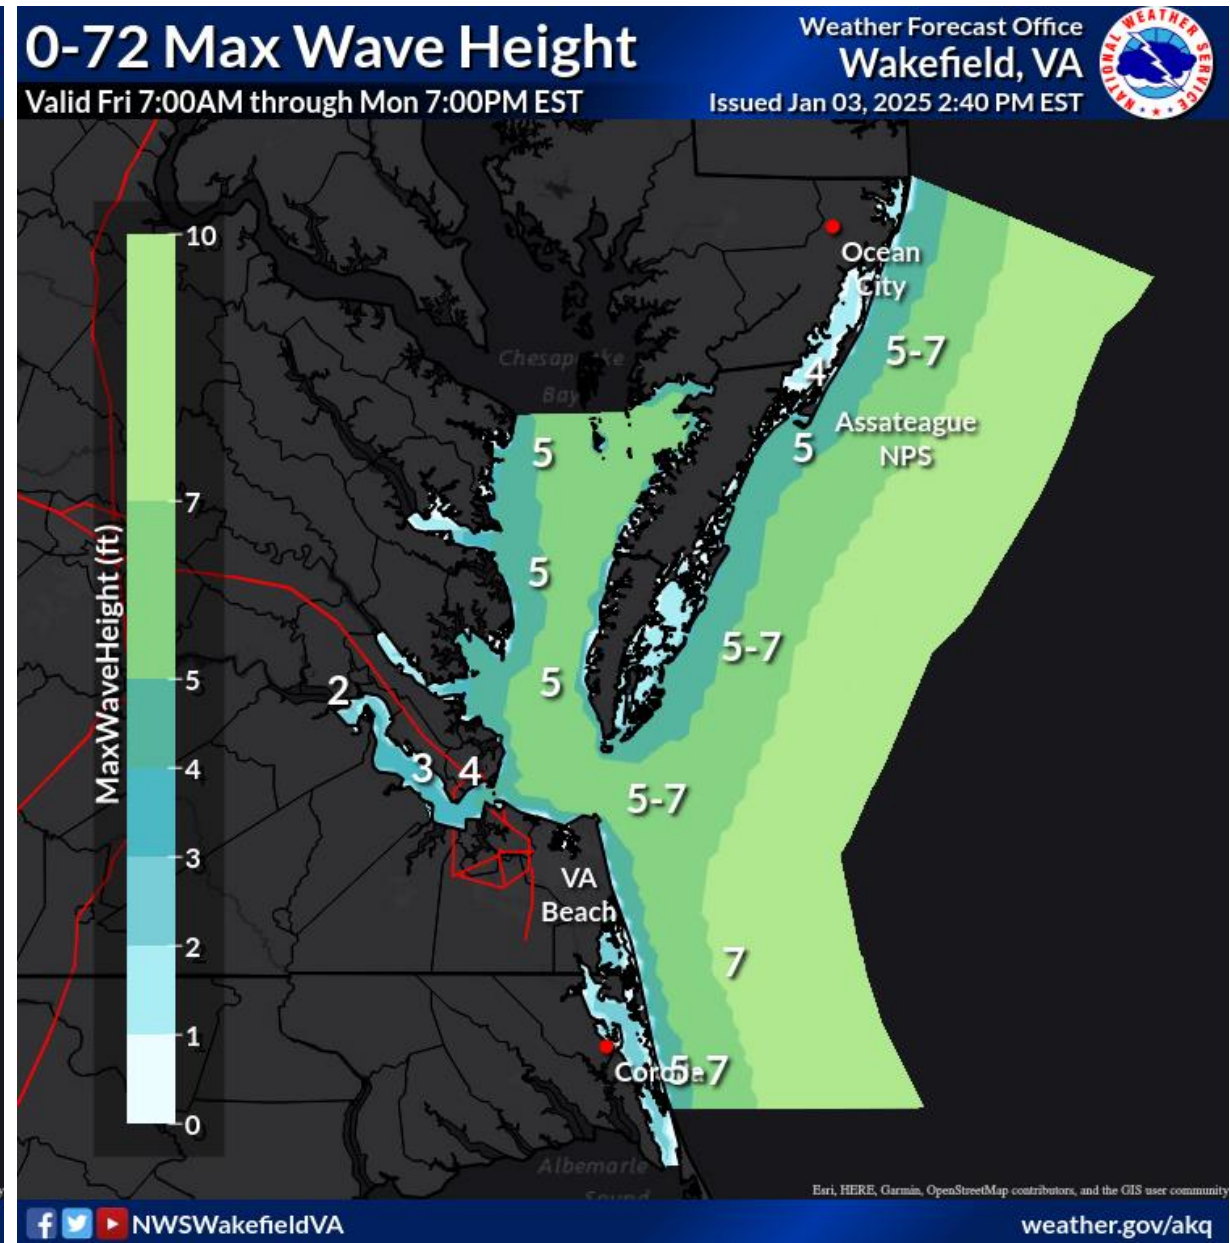 0-72 Max Wave Height
Valid Fri 7:00AM through Mon 7:00PM EST
Weather Forecast Office
Wakefield, VA
Issued Jan 03, 2025 2:40 PM EST
NATIONAL WEATHER SERVICE
MaxWaveHeight (ft)
10
7
5
4
3
2
1
0
Ocean
City
Chesapeake
Bay
5-7
4
Assateague
NPS
5
5
5
5-7
5
2
3
4
5-7
VA
Beach
7
Corolla
5-7
Albemarle
Sound
Esri, HERE, Garmin, OpenStreetMap contributors, and the GIS user community
NWSWakefieldVA
weather.gov/akq